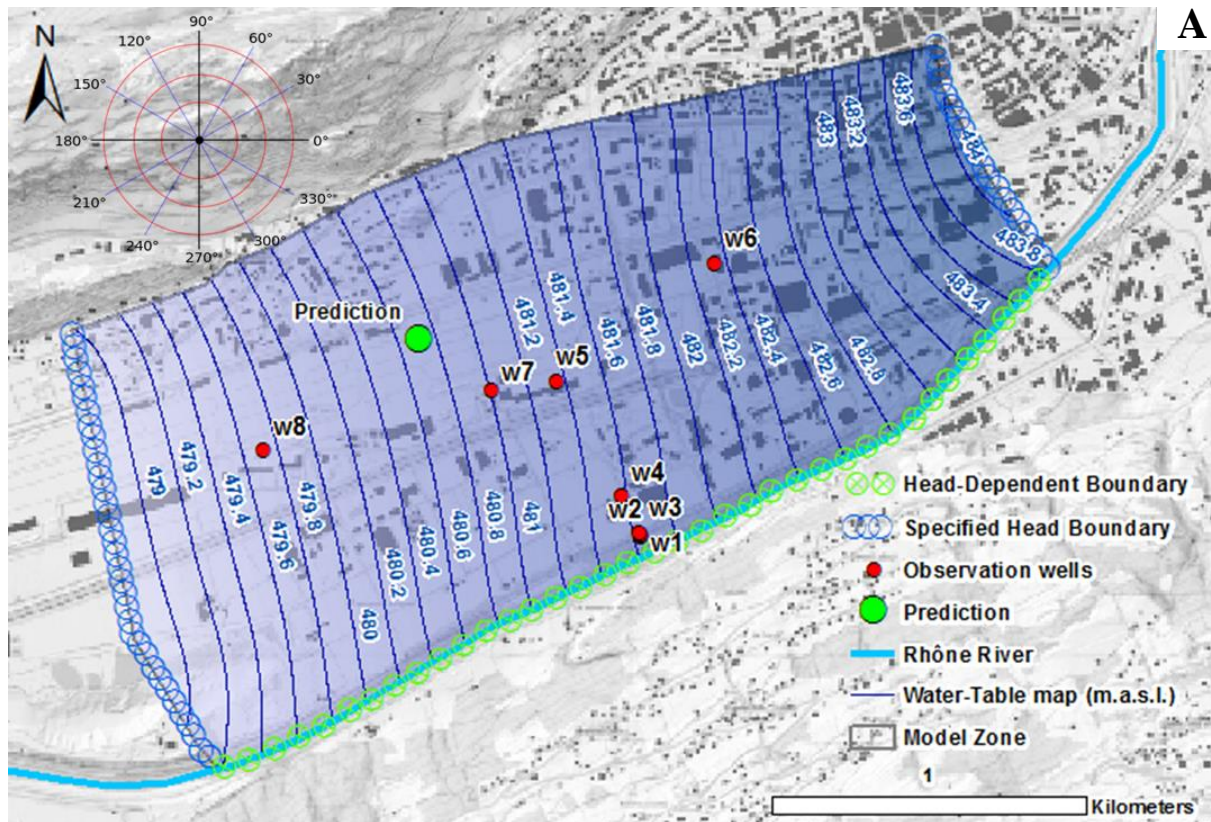 A
N
90°
120°
60°
150°
30°
180°
0°
210°
330°
240°
300°
270°
483
483.2
483.6
484
483.8
483.4
w6
Prediction
481.2
481.4
481.6
481.8
482
482.2
482.4
482.6
482.8
w7
w5
w8
w4
w2
w3
w1
479
479.2
479.4
479.6
479.8
480
480.2
480.4
480.6
480.8
481
Head-Dependent Boundary
Specified Head Boundary
Observation wells
Prediction
Rhône River
Water-Table map (m.a.s.l.)
Model Zone
1
Kilometers